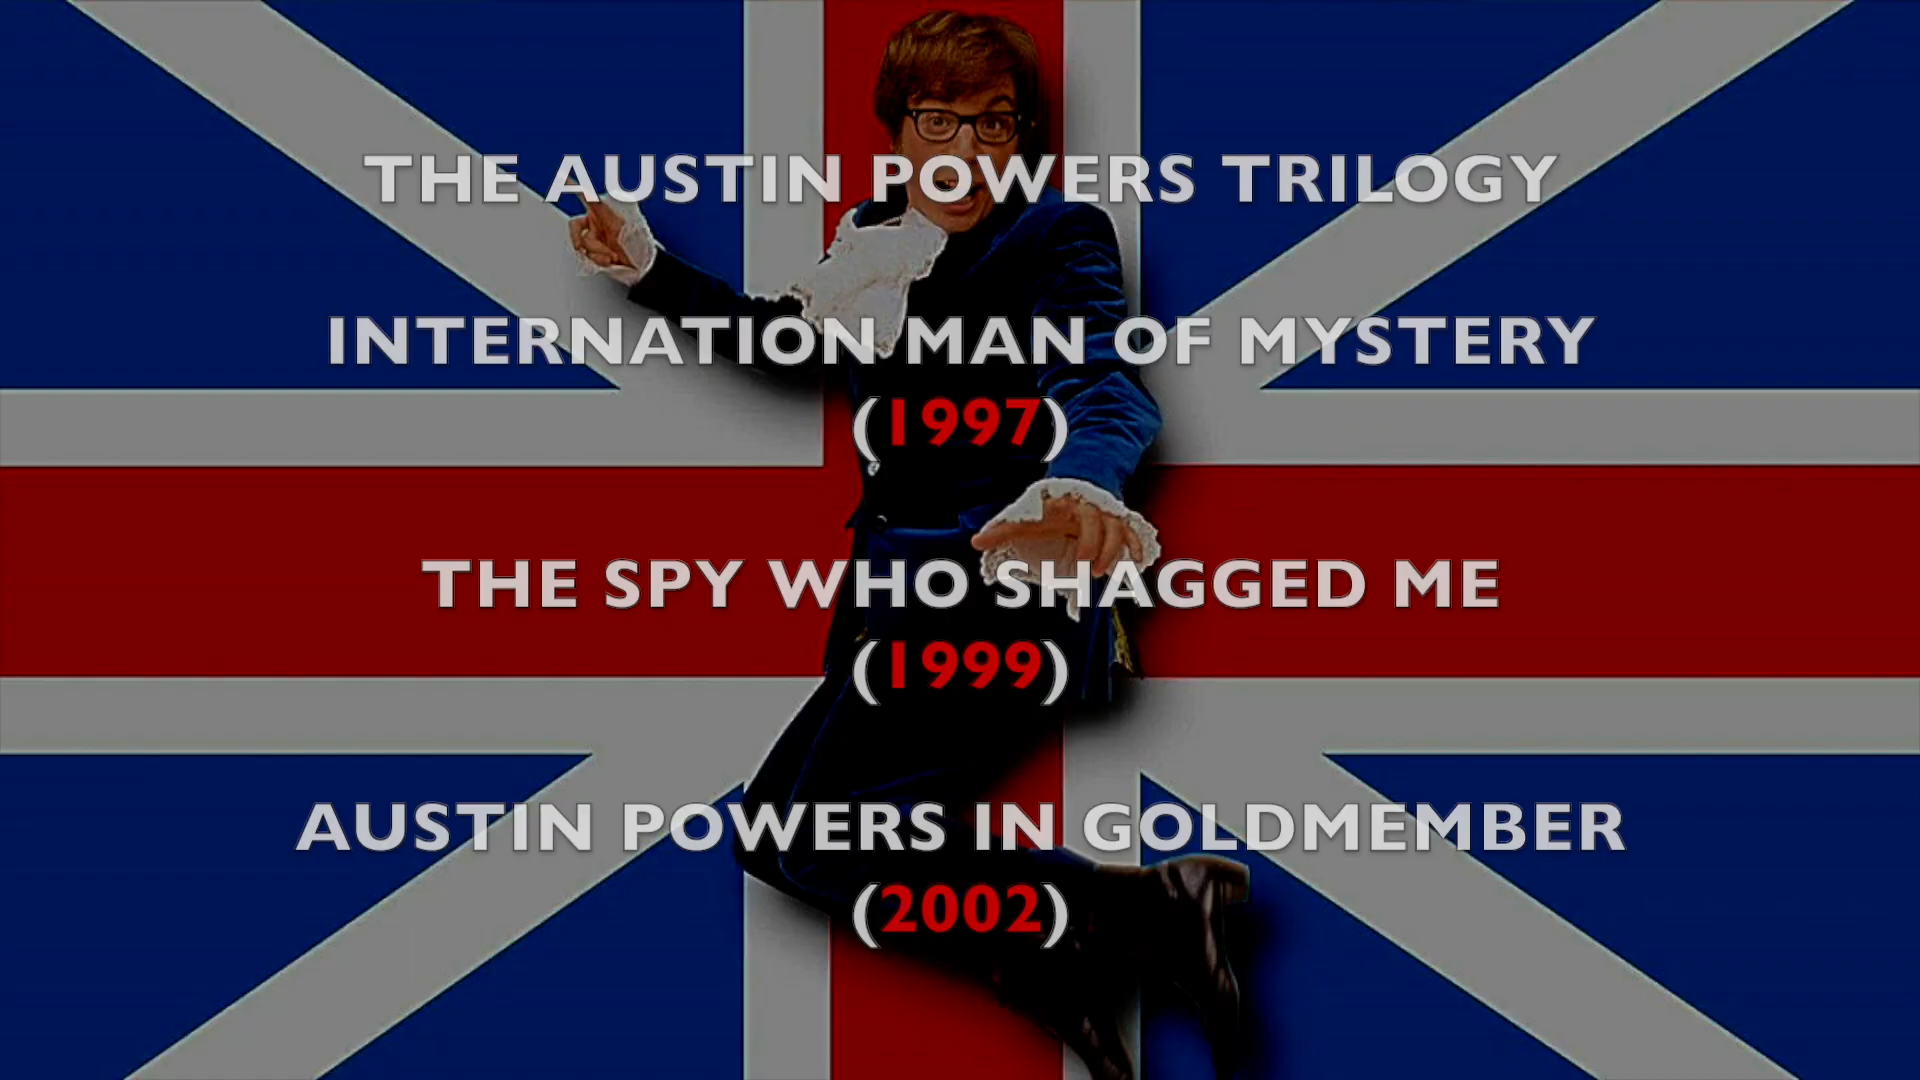 THE AUSTIN POWERS TRILOGY
INTERNATION MAN OF MYSTERY
(1997)
THE SPY WHO SHAGGED ME
(1999)
AUSTIN POWERS IN GOLDMEMBER
(2002)